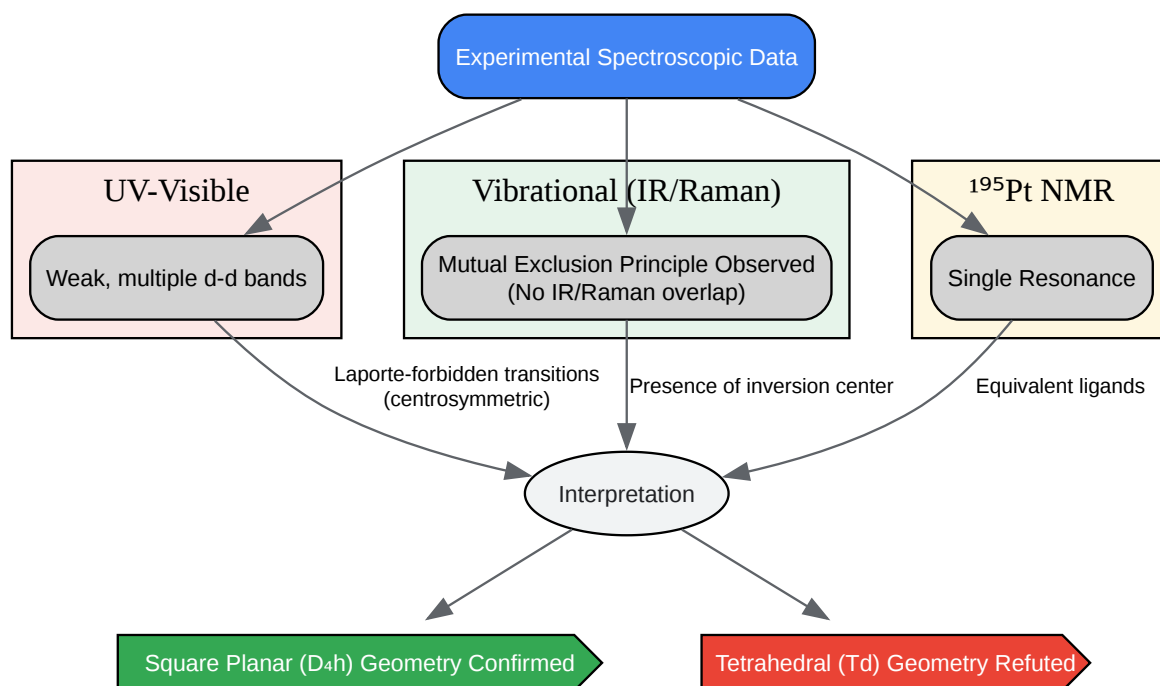 Experimental Spectroscopic Data
UV-Visible
Vibrational (IR/Raman)
¹⁹⁵Pt NMR
Weak, multiple d-d bands
Mutual Exclusion Principle Observed
(No IR/Raman overlap)
Single Resonance
Laporte-forbidden transitions
(centrosymmetric)
Presence of inversion center
Equivalent ligands
Interpretation
Square Planar (D₄h) Geometry Confirmed
Tetrahedral (Td) Geometry Refuted